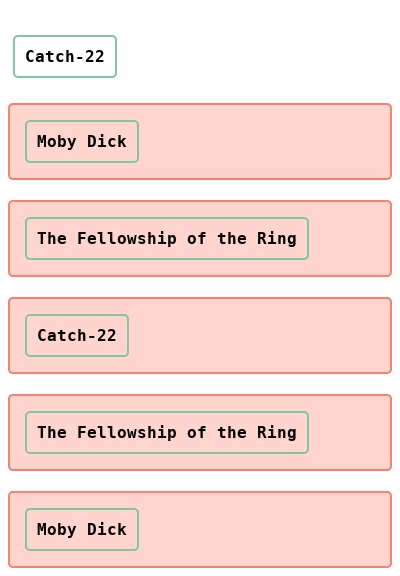 Catch-22
Moby Dick
The Fellowship of the Ring
Catch-22
The Fellowship of the Ring
Moby Dick